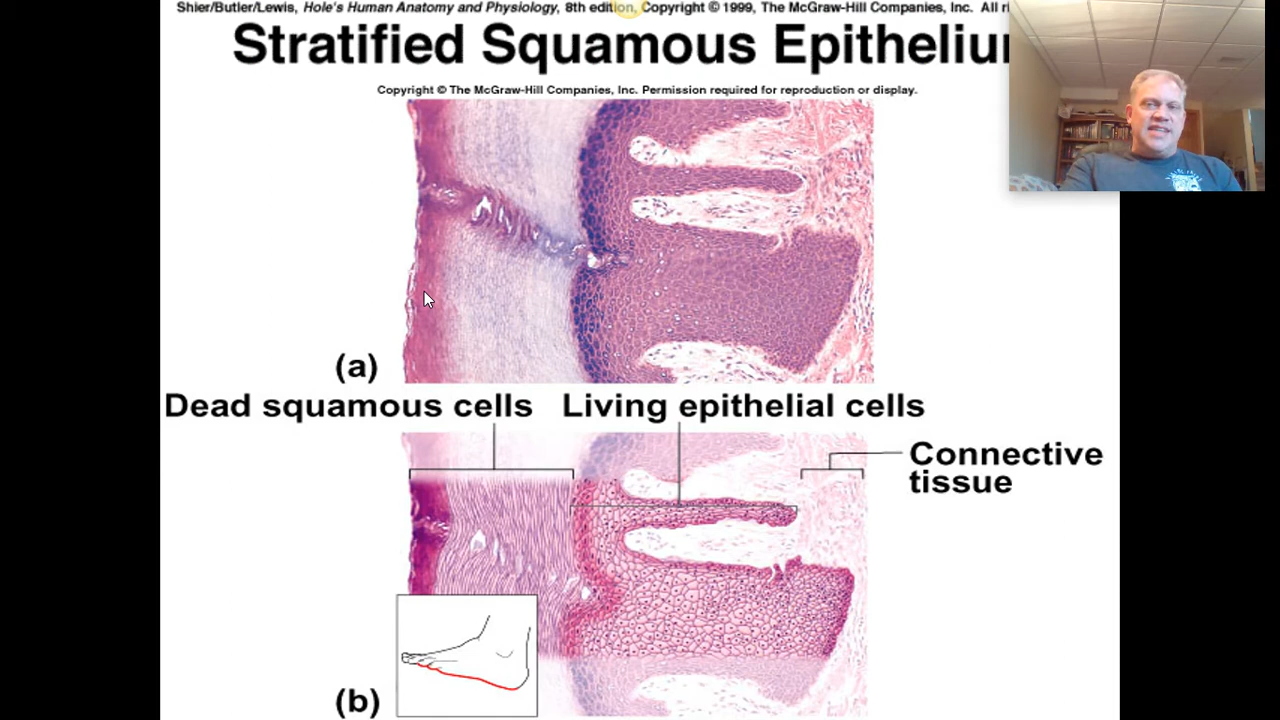 Shier/Butler/Lewis, Hole's Human Anatomy and Physiology, 8th edition, Copyright © 1999, The McGraw-Hill Companies, Inc. All
Stratified Squamous
Copyright © The McGraw-Hill Companies, Inc. Permission required for reproduction or display.
(a)
Dead squamous cells
Living epithelial cells
Connective
tissue
(b)